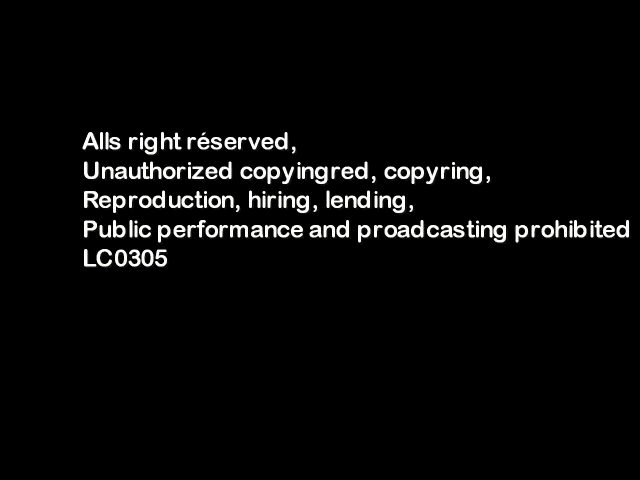 Alls right réserved,
Unauthorized copyingred, copyring,
Reproduction, hiring, lending,
Public performance and proadcasting prohibited
LC0305